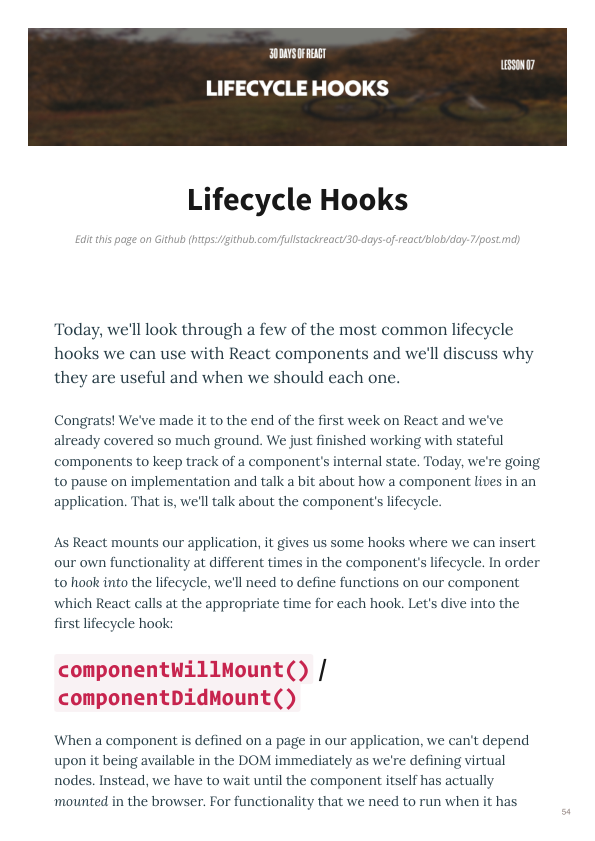 30 DAYS OF REACT
LESSON 07
LIFECYCLE HOOKS
Lifecycle Hooks
Edit this page on Github (https://github.com/fullstackreact/30-days-of-react/blob/day-7/post.md)
Today, we'll look through a few of the most common lifecycle
hooks we can use with React components and we'll discuss why
they are useful and when we should each one.
Congrats! We've made it to the end of the first week on React and we've
already covered so much ground. We just finished working with stateful
components to keep track of a component's internal state. Today, we're going
to pause on implementation and talk a bit about how a component lives in an
application. That is, we'll talk about the component's lifecycle.
As React mounts our application, it gives us some hooks where we can insert
our own functionality at different times in the component's lifecycle. In order
to hook into the lifecycle, we'll need to define functions on our component
which React calls at the appropriate time for each hook. Let's dive into the
first lifecycle hook:
componentWillMount() /
componentDidMount()
When a component is defined on a page in our application, we can't depend
upon it being available in the DOM immediately as we're defining virtual
nodes. Instead, we have to wait until the component itself has actually
mounted in the browser. For functionality that we need to run when it has
54